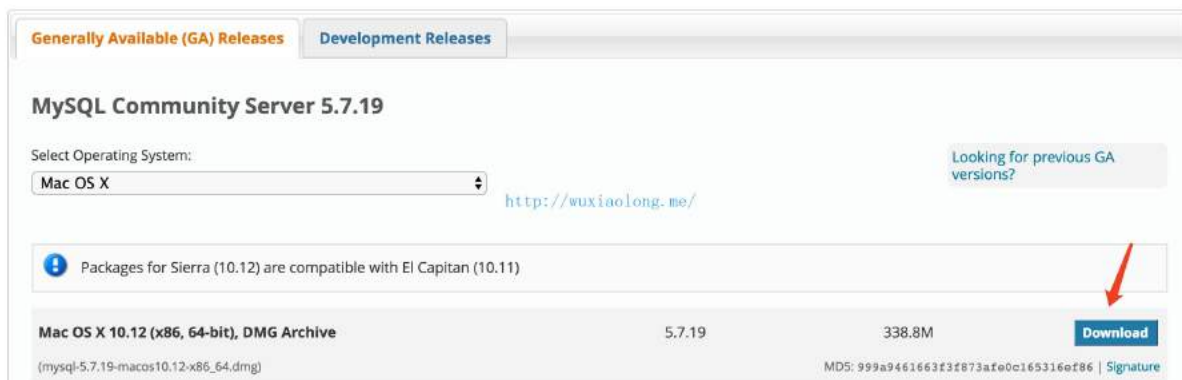 Generally Available (GA) Releases
Development Releases
MySQL Community Server 5.7.19
Select Operating System:
Mac OS X
Looking for previous GA
versions?
http://wuxiaolong.me/
Packages for Sierra (10.12) are compatible with El Capitan (10.11)
Mac OS X 10.12 (x86, 64-bit), DMG Archive
5.7.19
338.8M
Download
(mysql-5.7.19-macos10.12-x86_64.dmg)
MD5: 999a9461663f3f873afe0c165316ef86 | Signature